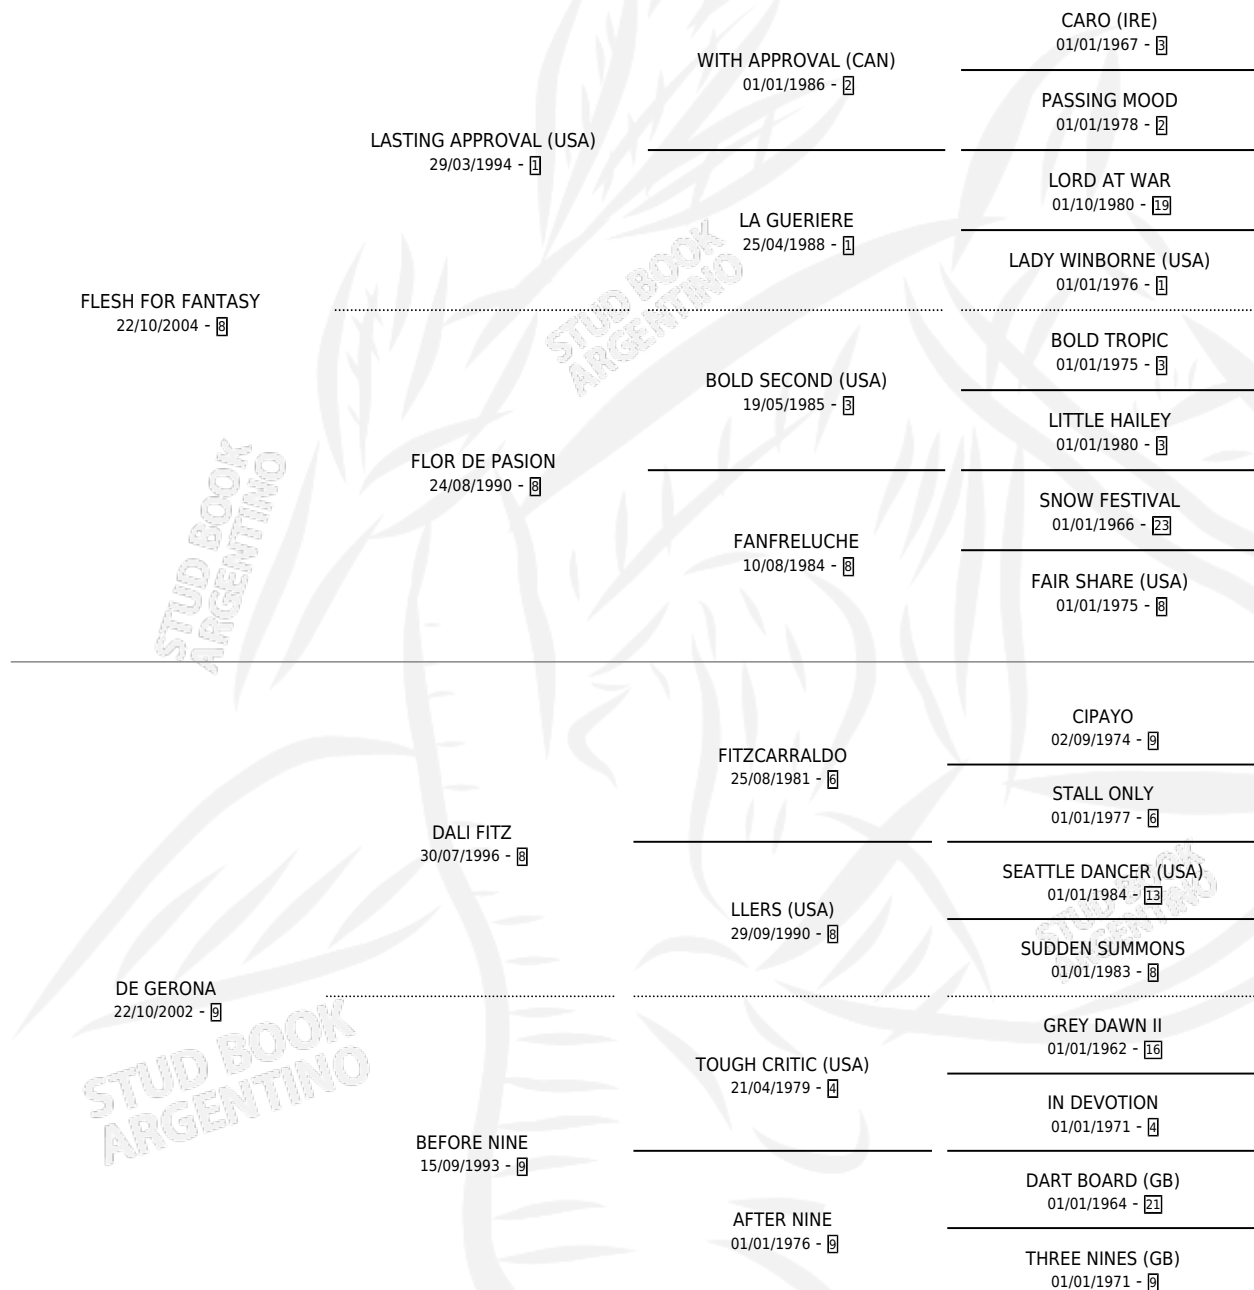 CARO (IRE)
01/01/1967 - 3
WITH APPROVAL (CAN)
01/01/1986 - 2
PASSING MOOD
01/01/1978 - 2
LASTING APPROVAL (USA)
29/03/1994 - 1
LORD AT WAR
01/10/1980 - 19
LA GUERIERE
25/04/1988 - 1
LADY WINBORNE (USA)
01/01/1976 - 1
FLESH FOR FANTASY
22/10/2004 - 8
BOLD TROPIC
01/01/1975 - 3
BOLD SECOND (USA)
19/05/1985 - 3
LITTLE HAILEY
01/01/1980 - 3
FLOR DE PASION
24/08/1990 - 8
SNOW FESTIVAL
01/01/1966 - 23
FANFRELUCHE
10/08/1984 - 8
FAIR SHARE (USA)
01/01/1975 - 8
CIPAYO
02/09/1974 - 9
FITZCARRALDO
25/08/1981 - 6
STALL ONLY
01/01/1977 - 6
DALI FITZ
30/07/1996 - 8
SEATTLE DANCER (USA)
01/01/1984 - 13
LLERS (USA)
29/09/1990 - 8
SUDDEN SUMMONS
01/01/1983 - 8
DE GERONA
22/10/2002 - 9
GREY DAWN II
01/01/1962 - 16
TOUGH CRITIC (USA)
21/04/1979 - 4
IN DEVOTION
01/01/1971 - 4
BEFORE NINE
15/09/1993 - 9
DART BOARD (GB)
01/01/1964 - 21
AFTER NINE
01/01/1976 - 9
THREE NINES (GB)
01/01/1971 - 9
STUD BOOK
ARGENTINO
STUD BOOK
ARGENTINO
STUD BOOK
ARGENTINO
STUD BOOK
ARGENTINO